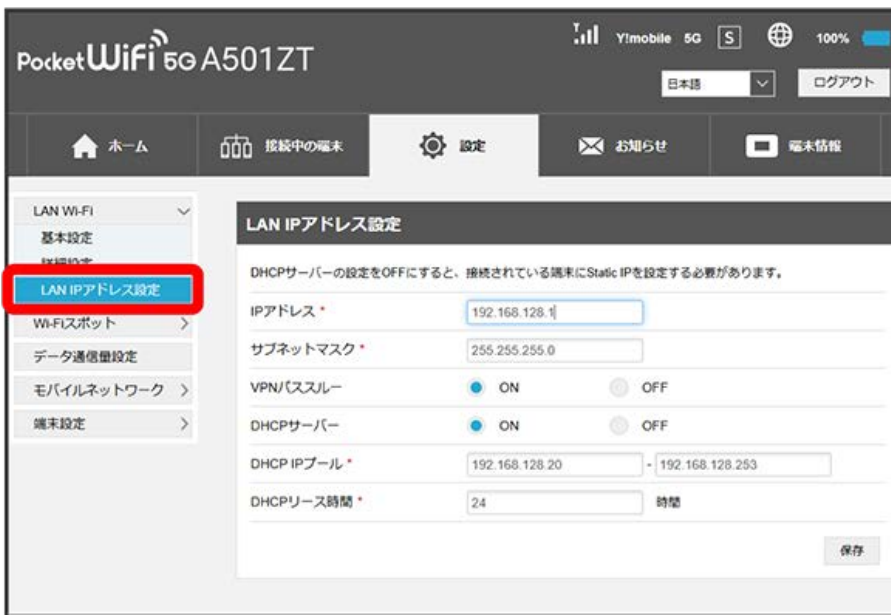 PocketWiFi 5G A501ZT
Y!mobile 5G S 100%
日本語 ログアウト
ホーム 接続中の端末 設定 お知らせ 端末情報
LAN Wi-Fi
基本設定
詳細設定
LAN IPアドレス設定
Wi-Fiスポット
データ通信量設定
モバイルネットワーク
端末設定
LAN IPアドレス設定
DHCPサーバーの設定をOFFにすると、接続されている端末にStatic IPを設定する必要があります。
IPアドレス * 192.168.128.1
サブネットマスク * 255.255.255.0
VPNパススルー ON OFF
DHCPサーバー ON OFF
DHCP IPプール * 192.168.128.20 - 192.168.128.253
DHCPリース時間 * 24 時間
保存